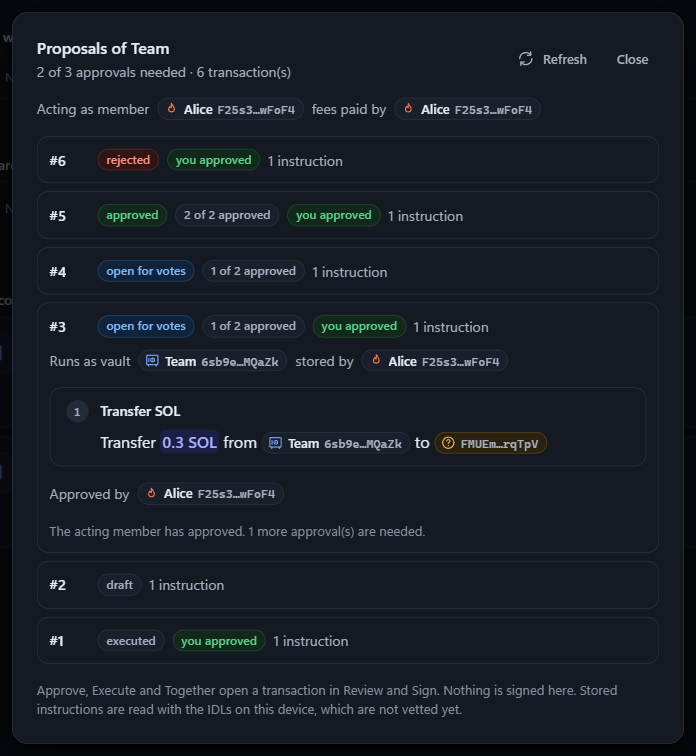 Proposals of Team
2 of 3 approvals needed · 6 transaction(s)
Refresh
Close
Acting as member Alice F25s3…wFoF4 fees paid by Alice F25s3…wFoF4
#6 rejected you approved 1 instruction
#5 approved 2 of 2 approved you approved 1 instruction
#4 open for votes 1 of 2 approved 1 instruction
#3 open for votes 1 of 2 approved you approved 1 instruction
Runs as vault Team 6sb9e…MQaZk stored by Alice F25s3…wFoF4
1 Transfer SOL
Transfer 0.3 SOL from Team 6sb9e…MQaZk to FMUEm…rqTpV
Approved by Alice F25s3…wFoF4
The acting member has approved. 1 more approval(s) are needed.
#2 draft 1 instruction
#1 executed you approved 1 instruction
Approve, Execute and Together open a transaction in Review and Sign. Nothing is signed here. Stored
instructions are read with the IDLs on this device, which are not vetted yet.